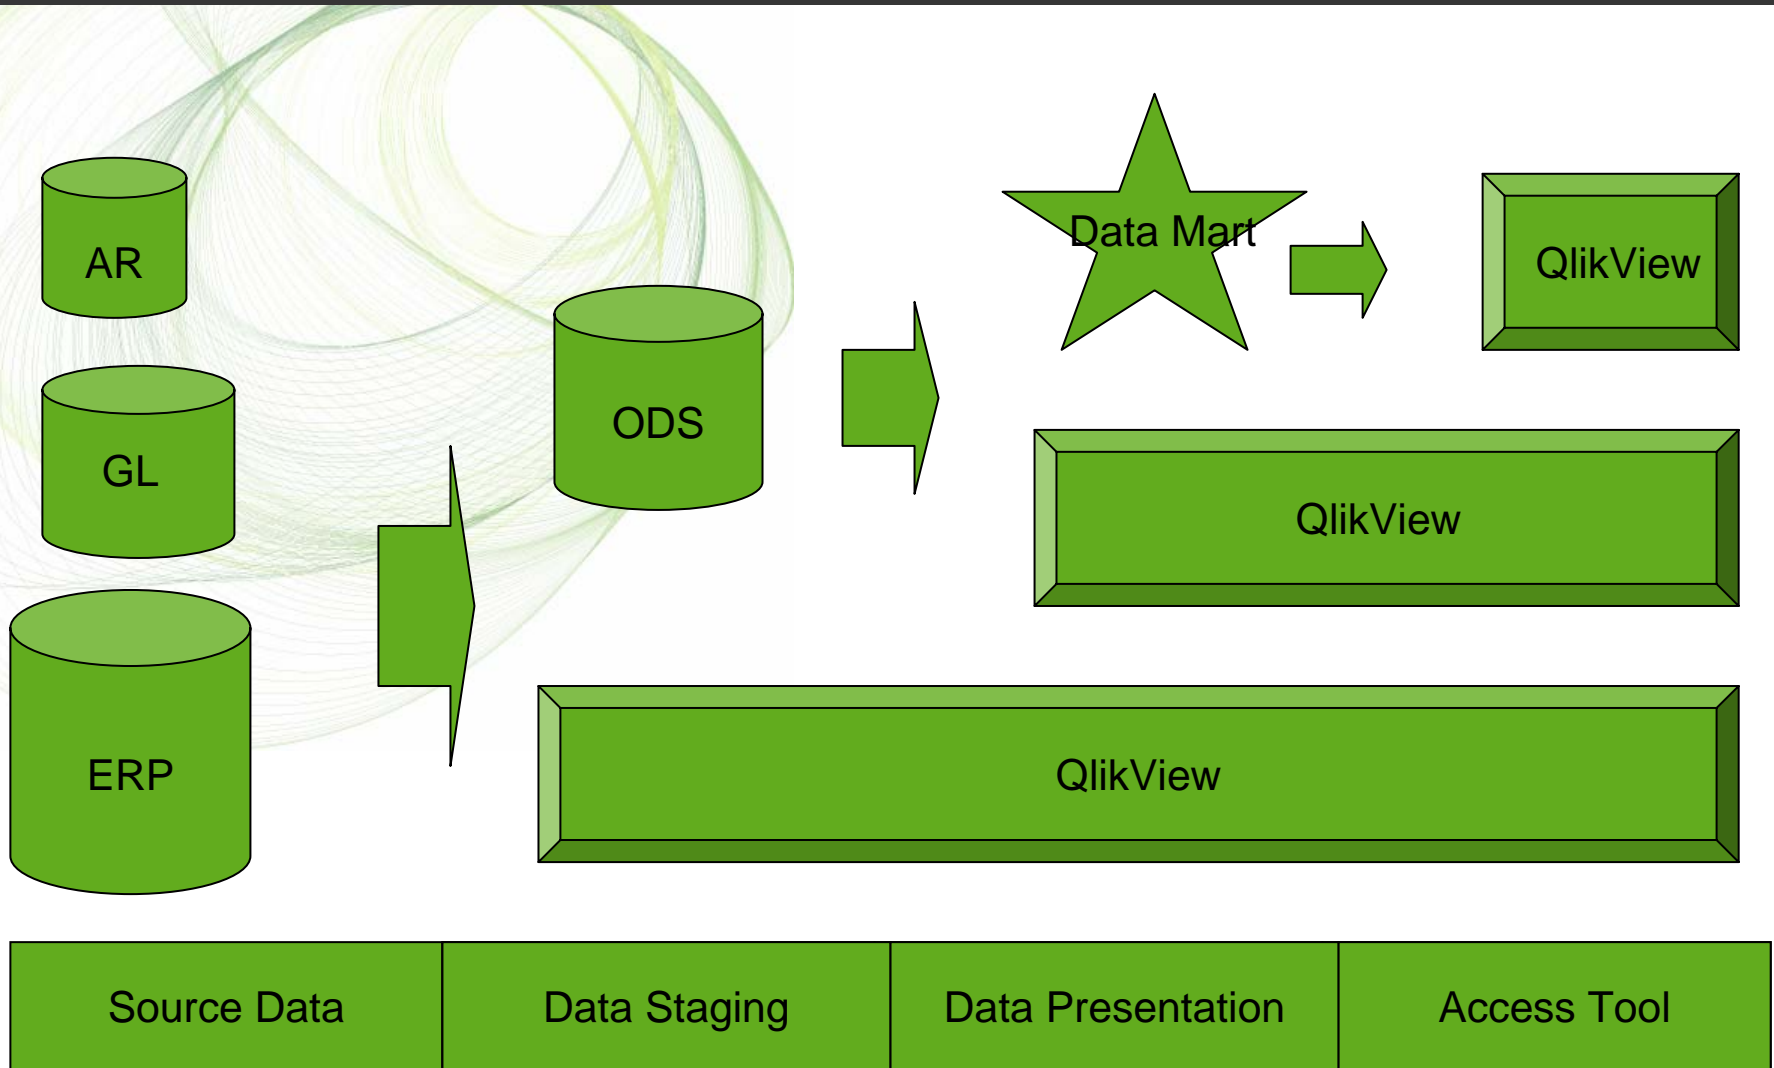 AR
GL
ERP
ODS
Data Mart
QlikView
QlikView
QlikView
Source Data
Data Staging
Data Presentation
Access Tool